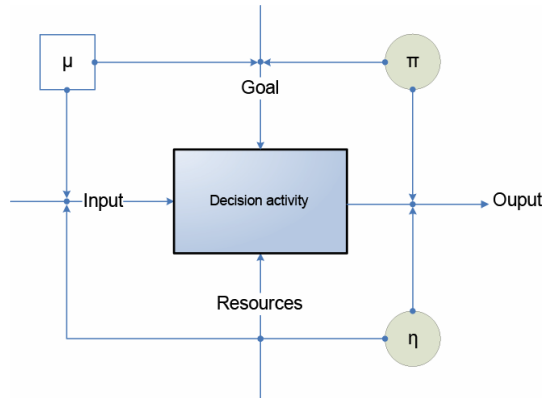 μ
π
Goal
Input
Decision activity
Ouput
Resources
η